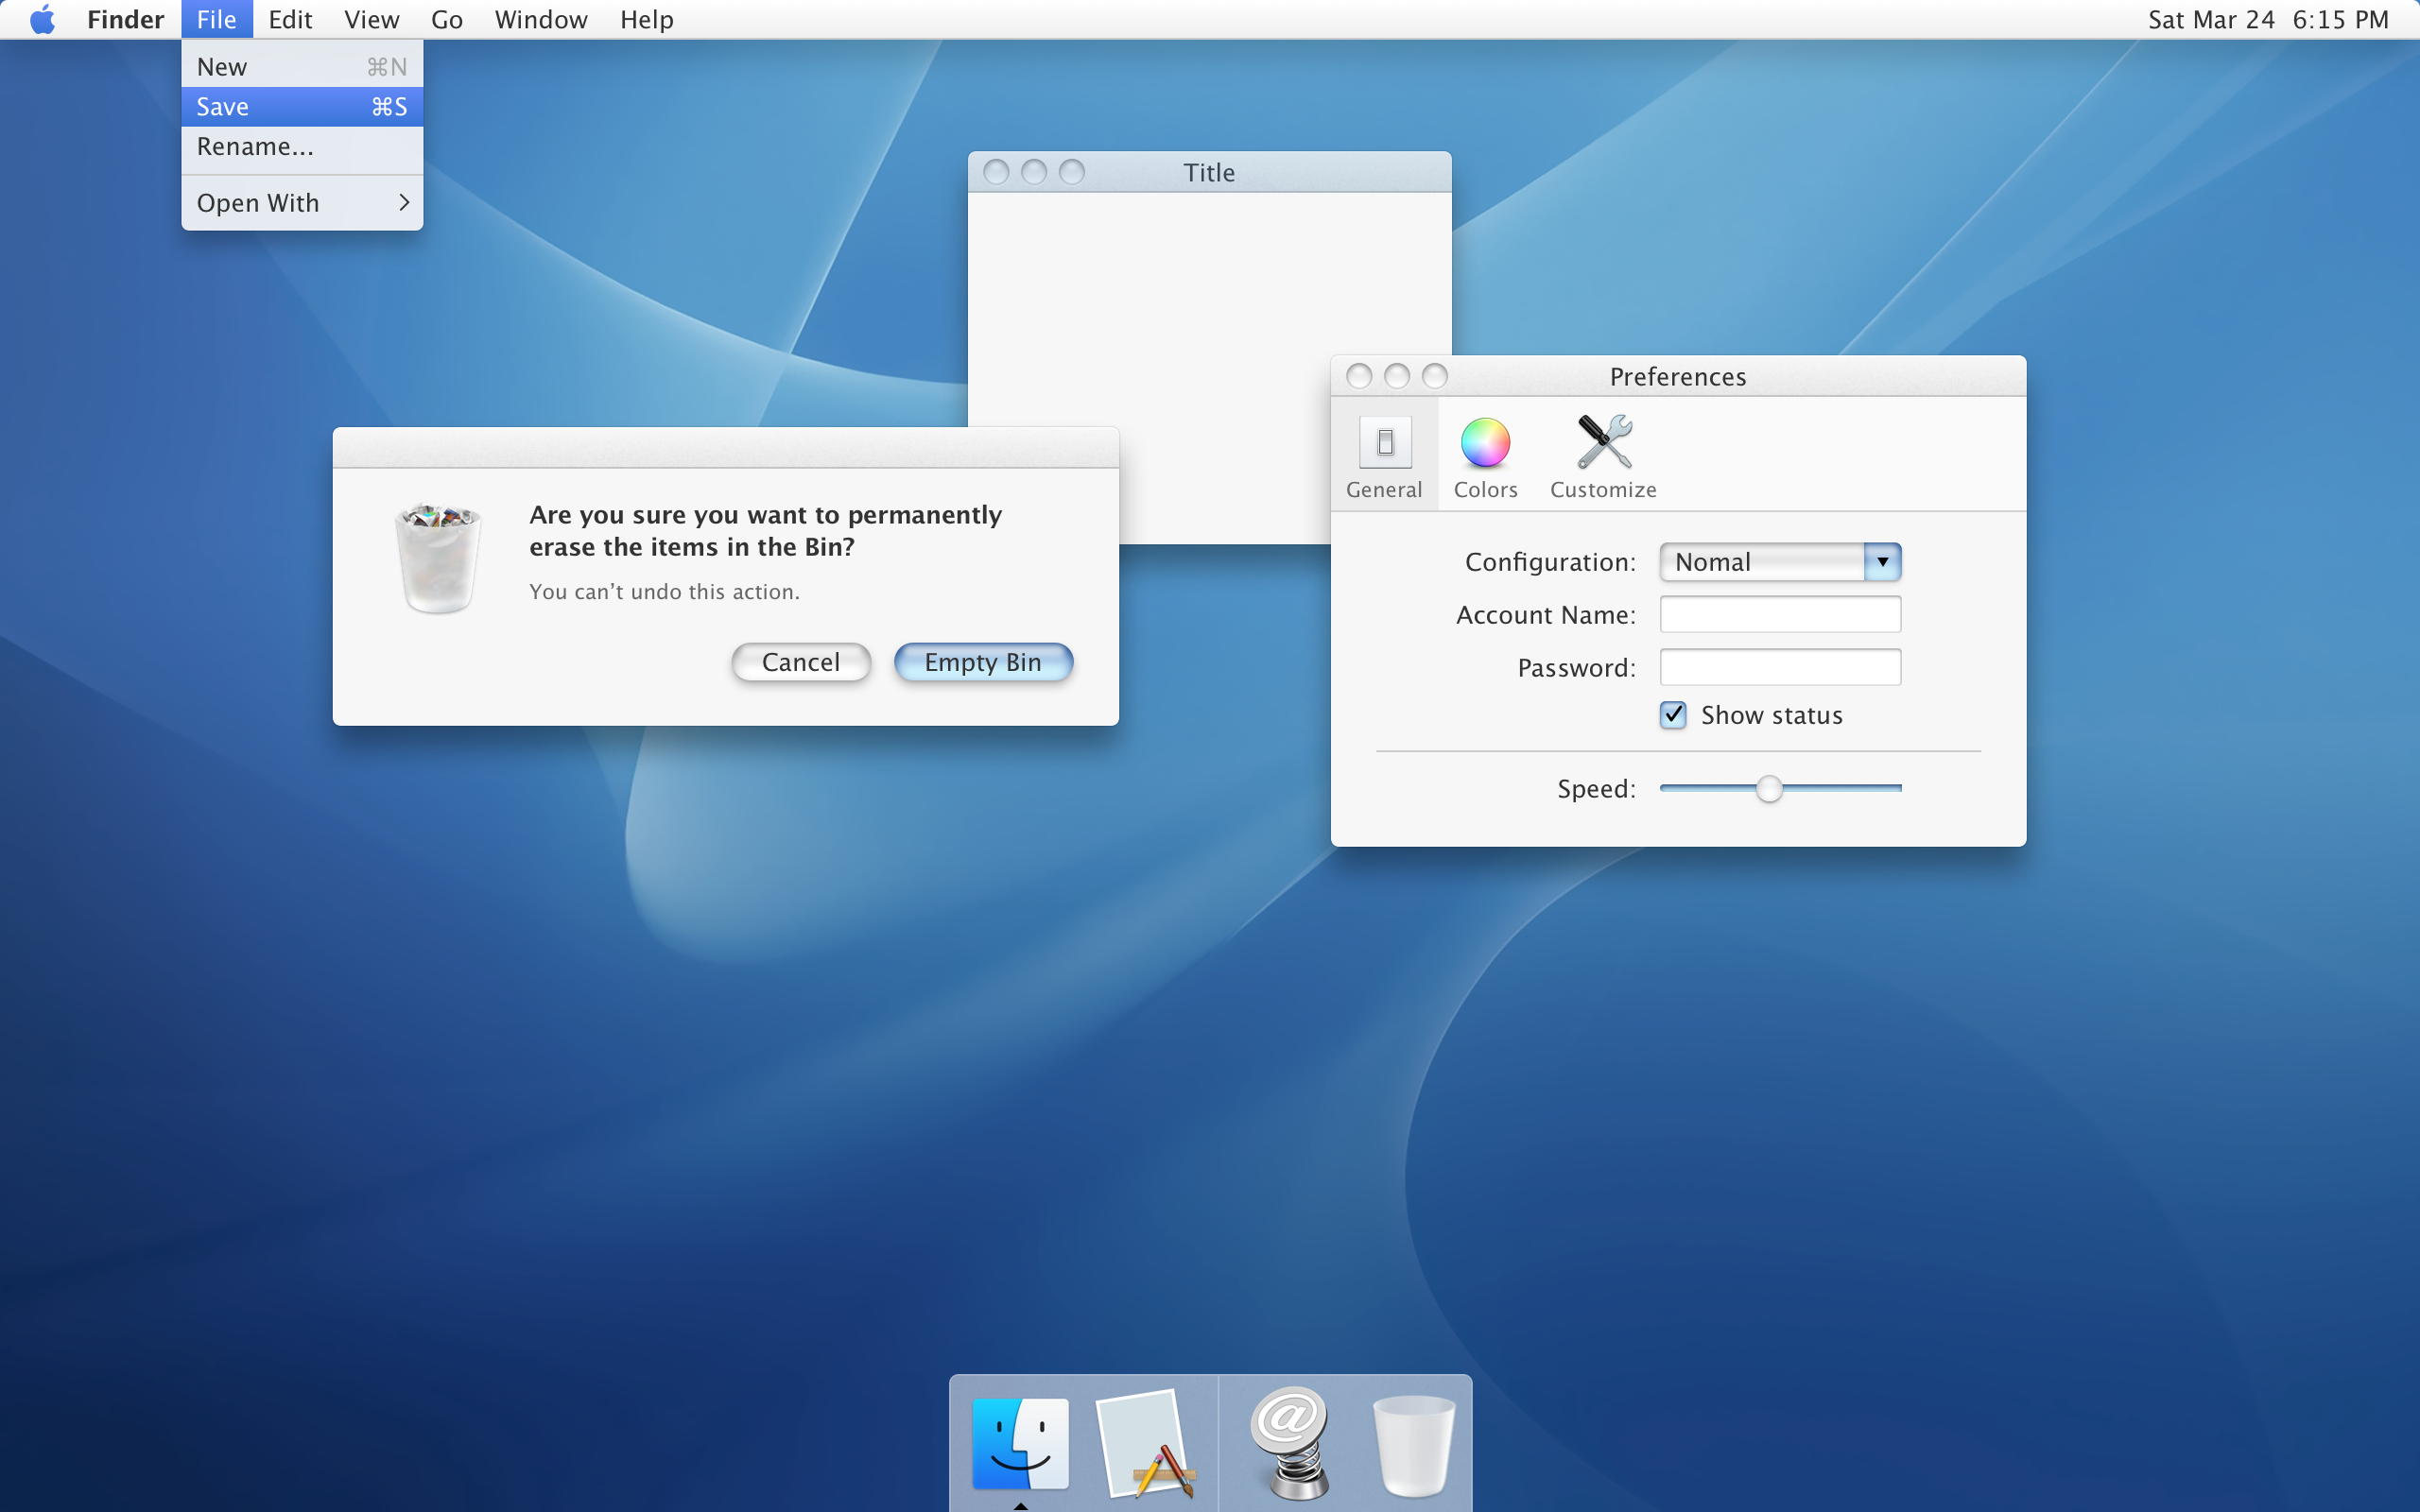 Finder File Edit View Go Window Help Sat Mar 24 6:15 PM
New ⌘N
Save ⌘S
Rename...
Open With
Title
Preferences
General Colors Customize
Configuration: Nomal
Account Name:
Password:
Show status
Speed:
Are you sure you want to permanently
erase the items in the Bin?
You can’t undo this action.
Cancel Empty Bin
@